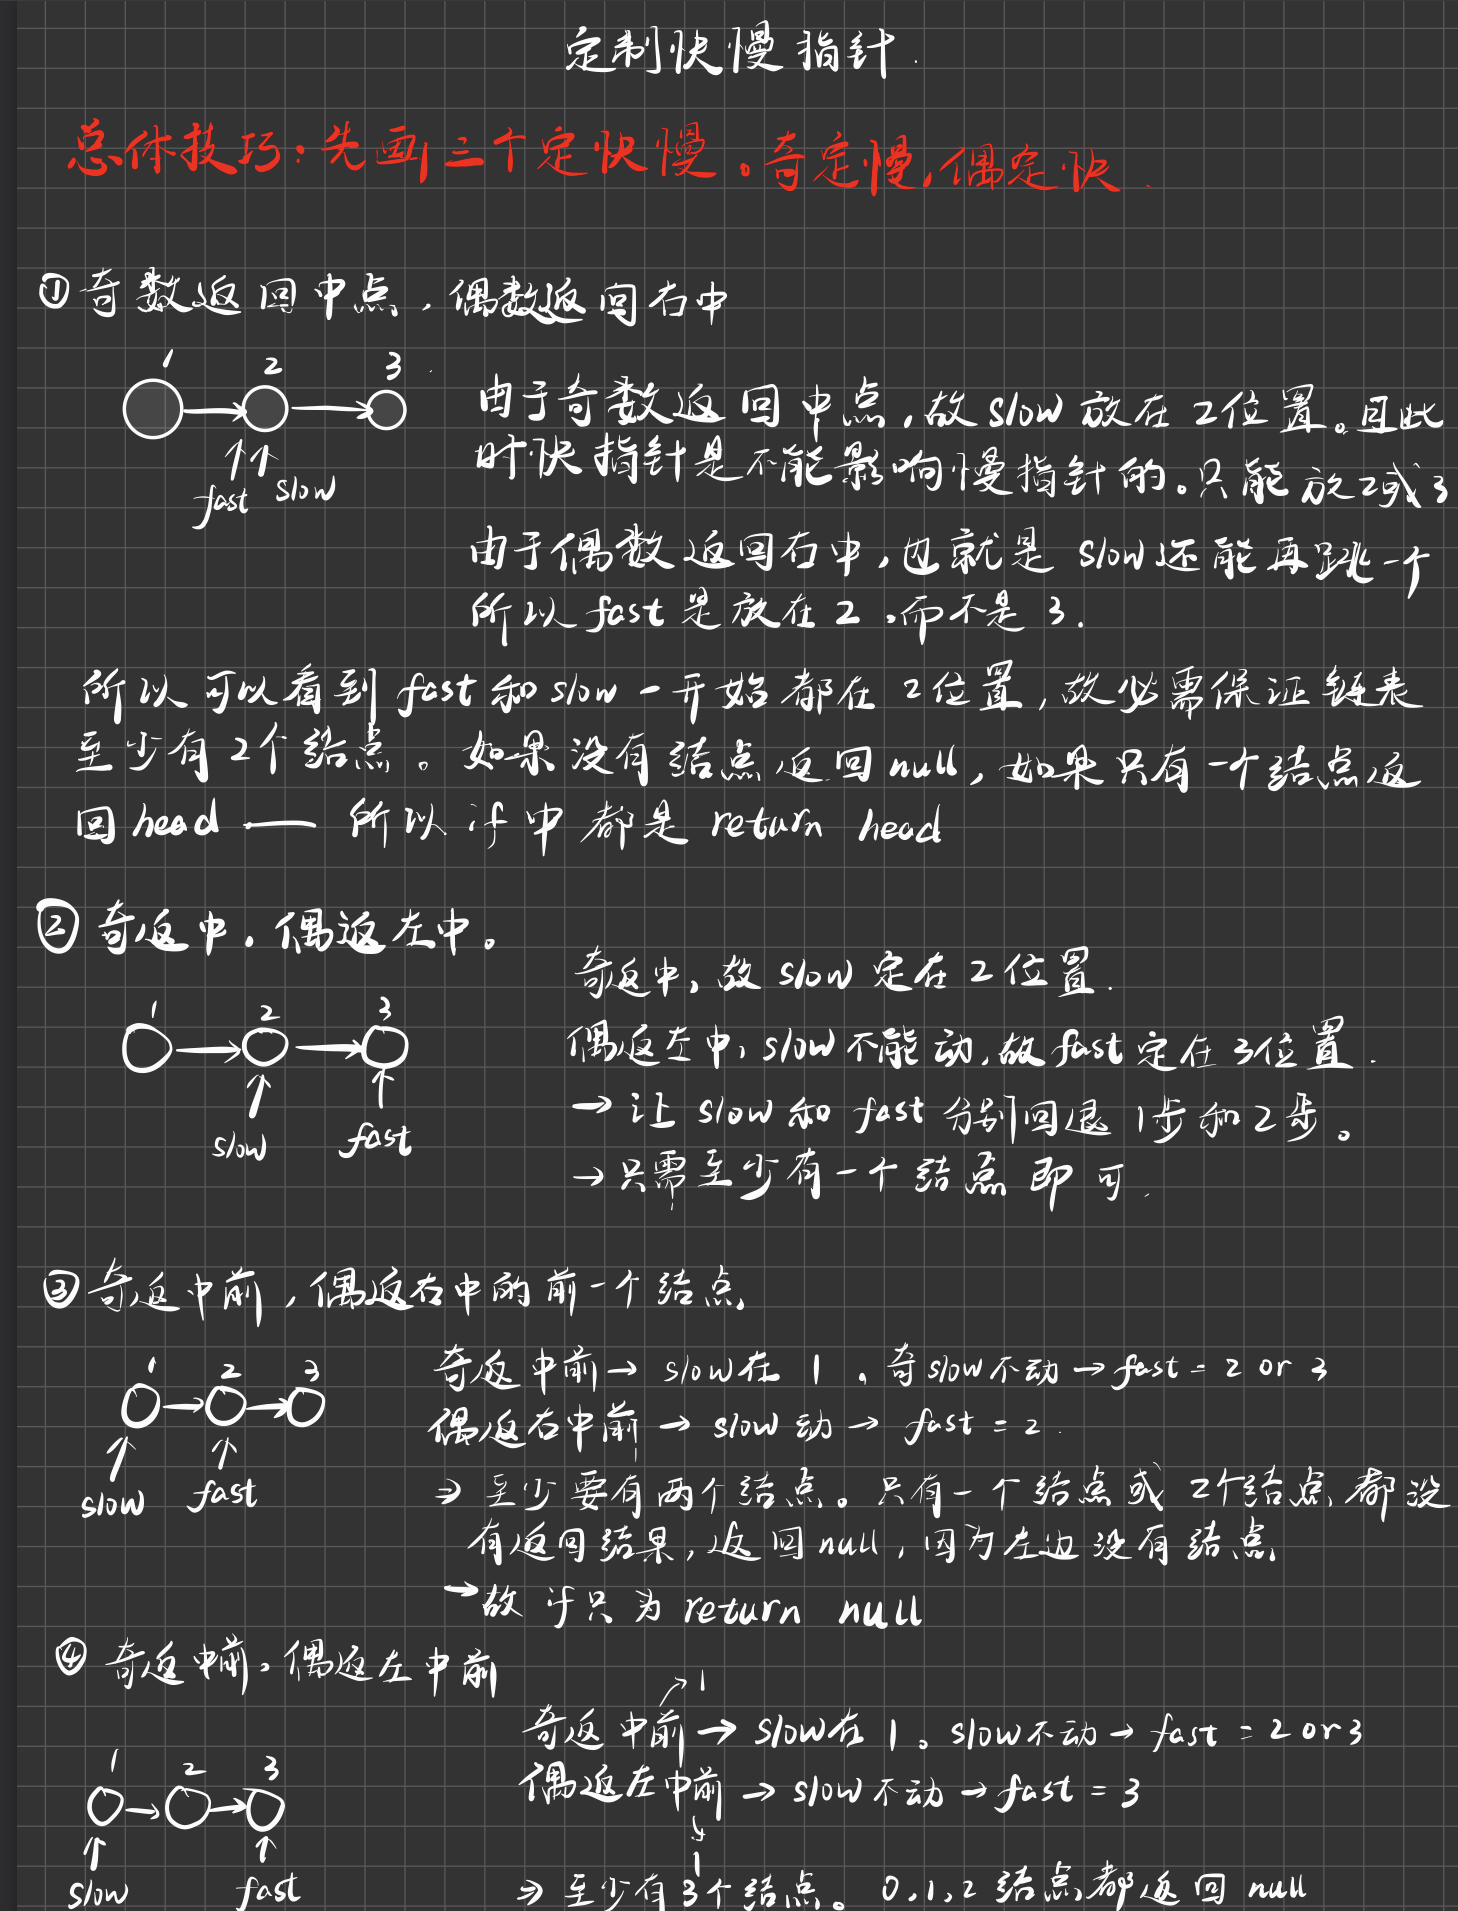 定制快慢指针.
总体技巧:先画三个定快慢。奇定慢,偶定快.
① 奇数返回中点,偶数返回右中
1 2 3
fast slow
由于奇数返回中点,故slow放在2位置。且此
时快指针是不能影响慢指针的。只能放2或3
由于偶数返回右中,也就是slow还能再跳一个
所以fast是放在2,而不是3.
所以可以看到fast和slow一开始都在2位置,故必需保证链表
至少有2个结点。如果没有结点返回null,如果只有一个结点返
回head — 所以if中都是return head
② 奇返中,偶返左中。
1 2 3
slow fast
奇返中,故slow定在2位置.
偶返左中,slow不能动,故fast定在3位置.
→ 让slow和fast分别回退1步和2步。
→ 只需至少有一个结点即可.
③ 奇返中前,偶返右中的前一个结点
1 2 3
slow fast
奇返中前→ slow在1。奇slow不动→fast=2 or 3
偶返右中前→ slow动→ fast=2.
⇒ 至少要有两个结点。只有一个结点或2个结点都没
有返回结果,返回null,因为左边没有结点
→故if只为return null
④ 奇返中前。偶返左中前
1 2 3
slow fast
1
奇返中前→ slow在1。slow不动→ fast=2 or 3
偶返左中前→ slow不动→fast=3
1
⇒ 至少有3个结点。0,1,2结点都返回null